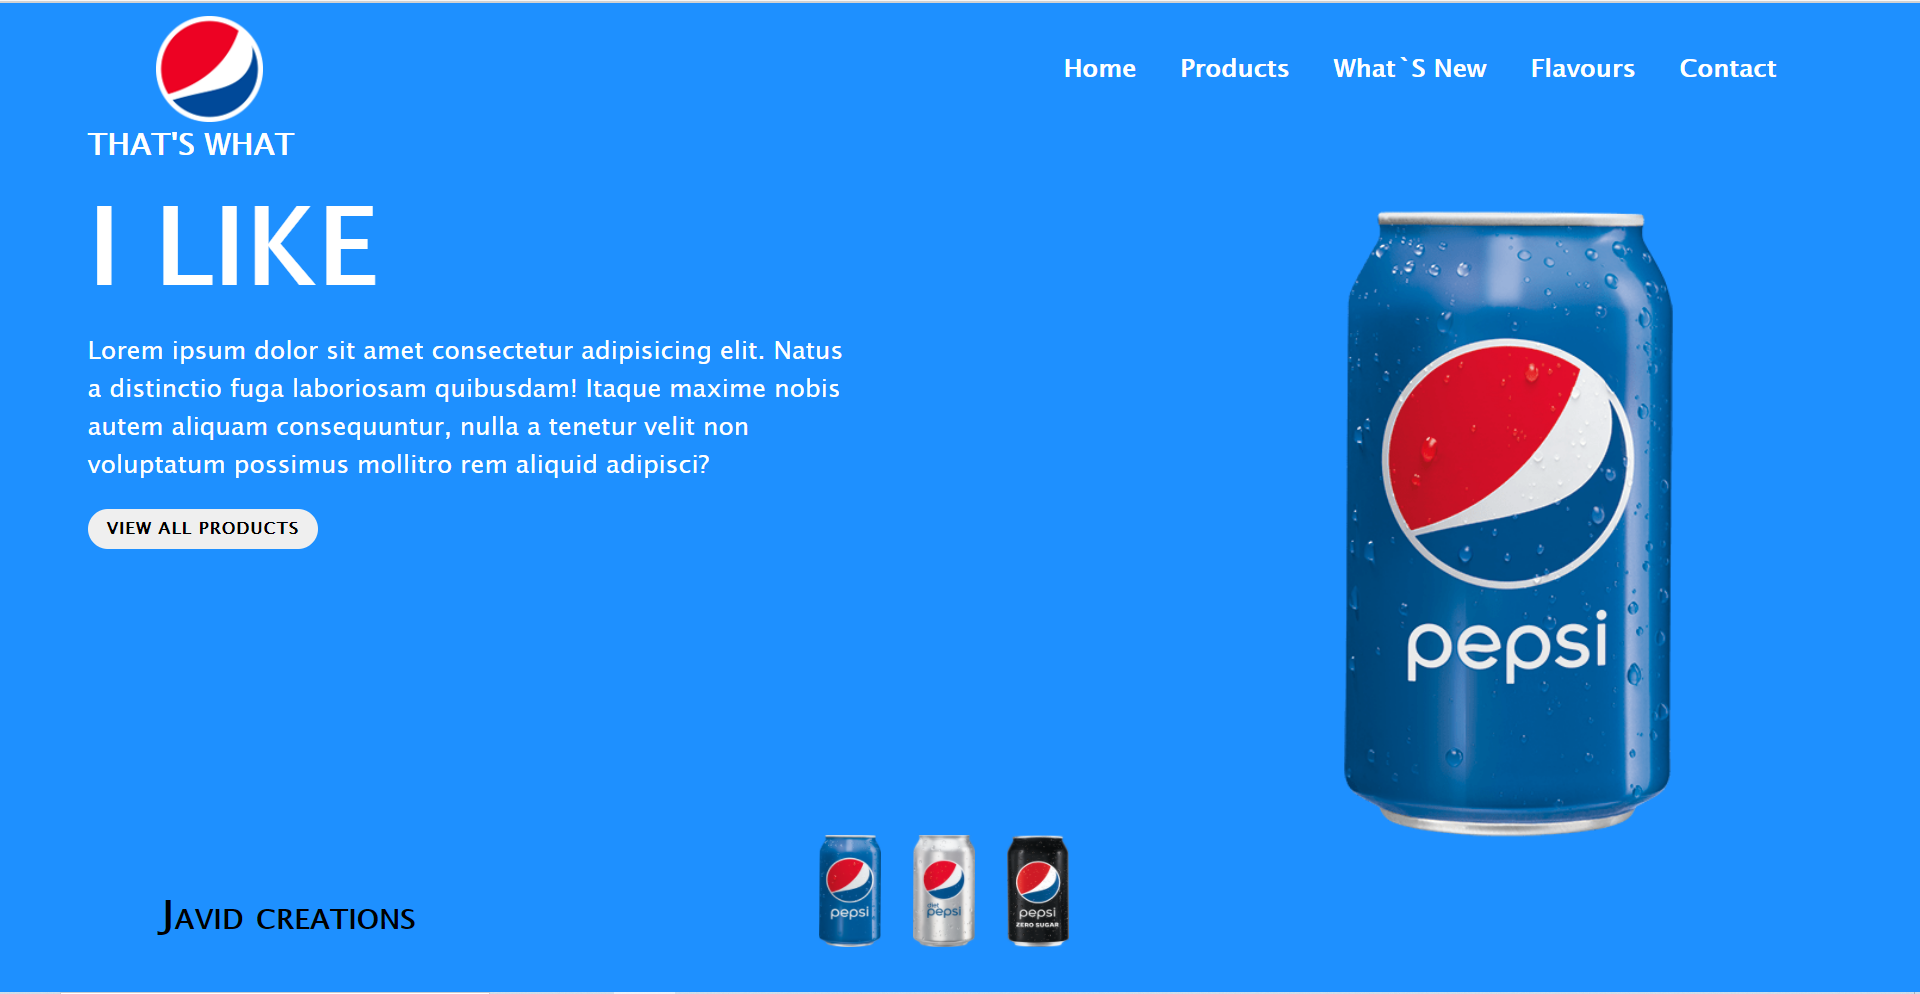 Home Products What`S New Flavours Contact
THAT'S WHAT
I LIKE
Lorem ipsum dolor sit amet consectetur adipisicing elit. Natus
a distinctio fuga laboriosam quibusdam! Itaque maxime nobis
autem aliquam consequuntur, nulla a tenetur velit non
voluptatum possimus mollitro rem aliquid adipisci?
VIEW ALL PRODUCTS
pepsi
pepsi
diet
pepsi
pepsi
ZERO SUGAR
JAVID CREATIONS